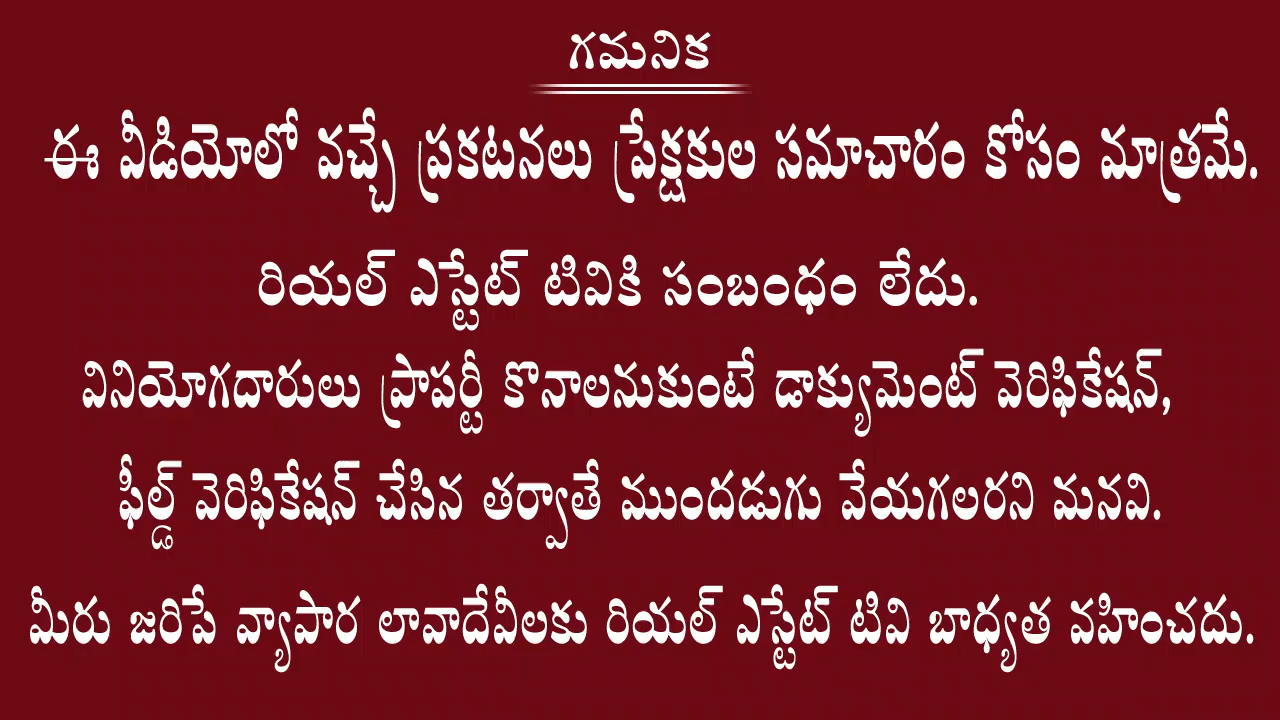 గమనిక
ఈ వీడియోలో వచ్చే ప్రకటనలు ప్రేక్షకుల సమాచారం కోసం మాత్రమే.
రియల్ ఎస్టేట్ టివికి సంబంధం లేదు.
వినియోగదారులు ప్రాపర్టీ కొనాలనుకుంటే డాక్యుమెంట్ వెరిఫికేషన్,
ఫీల్డ్ వెరిఫికేషన్ చేసిన తర్వాతే ముందడుగు వేయగలరని మనవి.
మీరు జరిపే వ్యాపార లావాదేవీలకు రియల్ ఎస్టేట్ టివి బాధ్యత వహించదు.